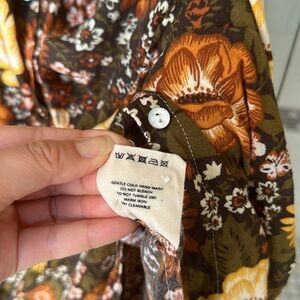 GENTLE COLD HAND WASH
DO NOT BLEACH
DO NOT TUMBLE DRY
WARM IRON
DRY CLEANABLE